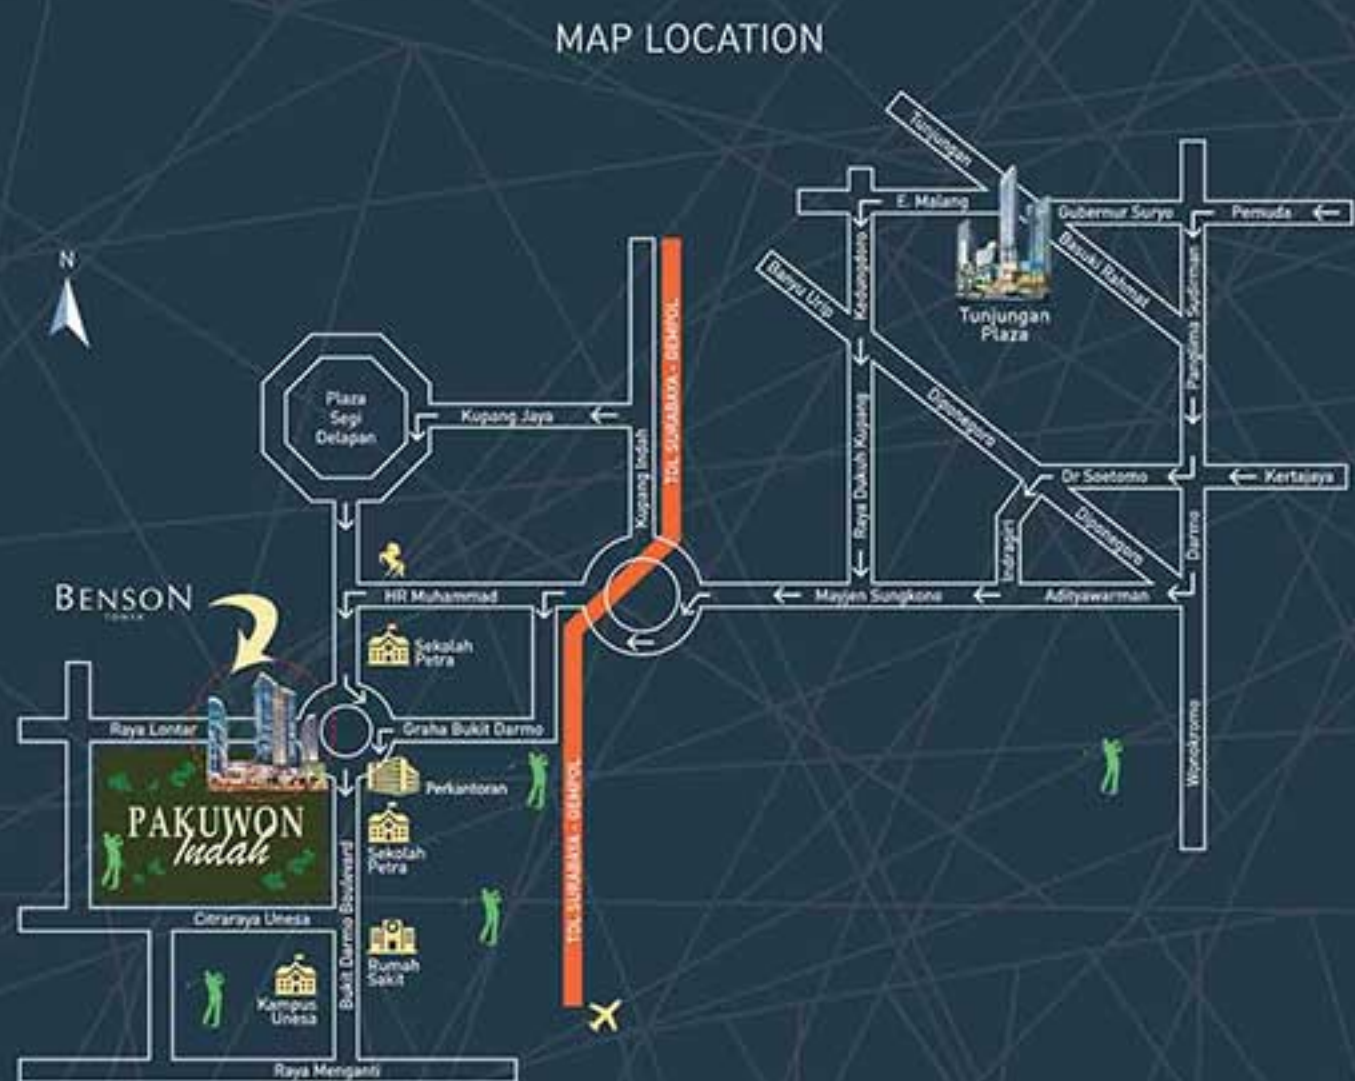 MAP LOCATION
Tunjungan
E. Malang
Gubernur Suryo
Pemuda
N
Banyu Urip
Kedungdoro
Basuki Rahmat
Panglima Sudirman
Tunjungan
Plaza
TOL SURABAYA - GEMPOL
Plaza
Segi
Delapan
Kupang Jaya
Kupang Indah
Raya Dukuh Kupang
Diponegoro
Dr Soetomo
Kertajaya
Indragiri
Diponegoro
Darmo
BENSON
TOWER
HR Muhammad
Mayjen Sungkono
Adityawarman
Sekolah
Petra
Raya Lontar
Graha Bukit Darmo
Wonokromo
Perkantoran
PAKUWON
Indah
TOL SURABAYA - GEMPOL
Sekolah
Petra
Bukit Darmo Boulevard
Citraraya Unesa
Rumah
Sakit
Kampus
Unesa
Raya Menganti